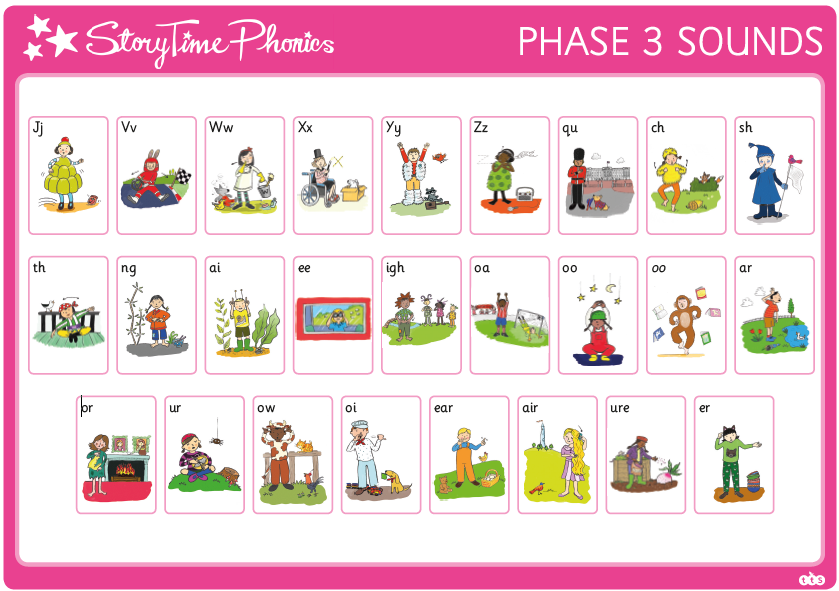 StoryTime Phonics
PHASE 3 SOUNDS
Jj Vv Ww Xx Yy Zz qu ch sh
th ng ai ee igh oa oo oo ar
or ur ow oi ear air ure er
tts